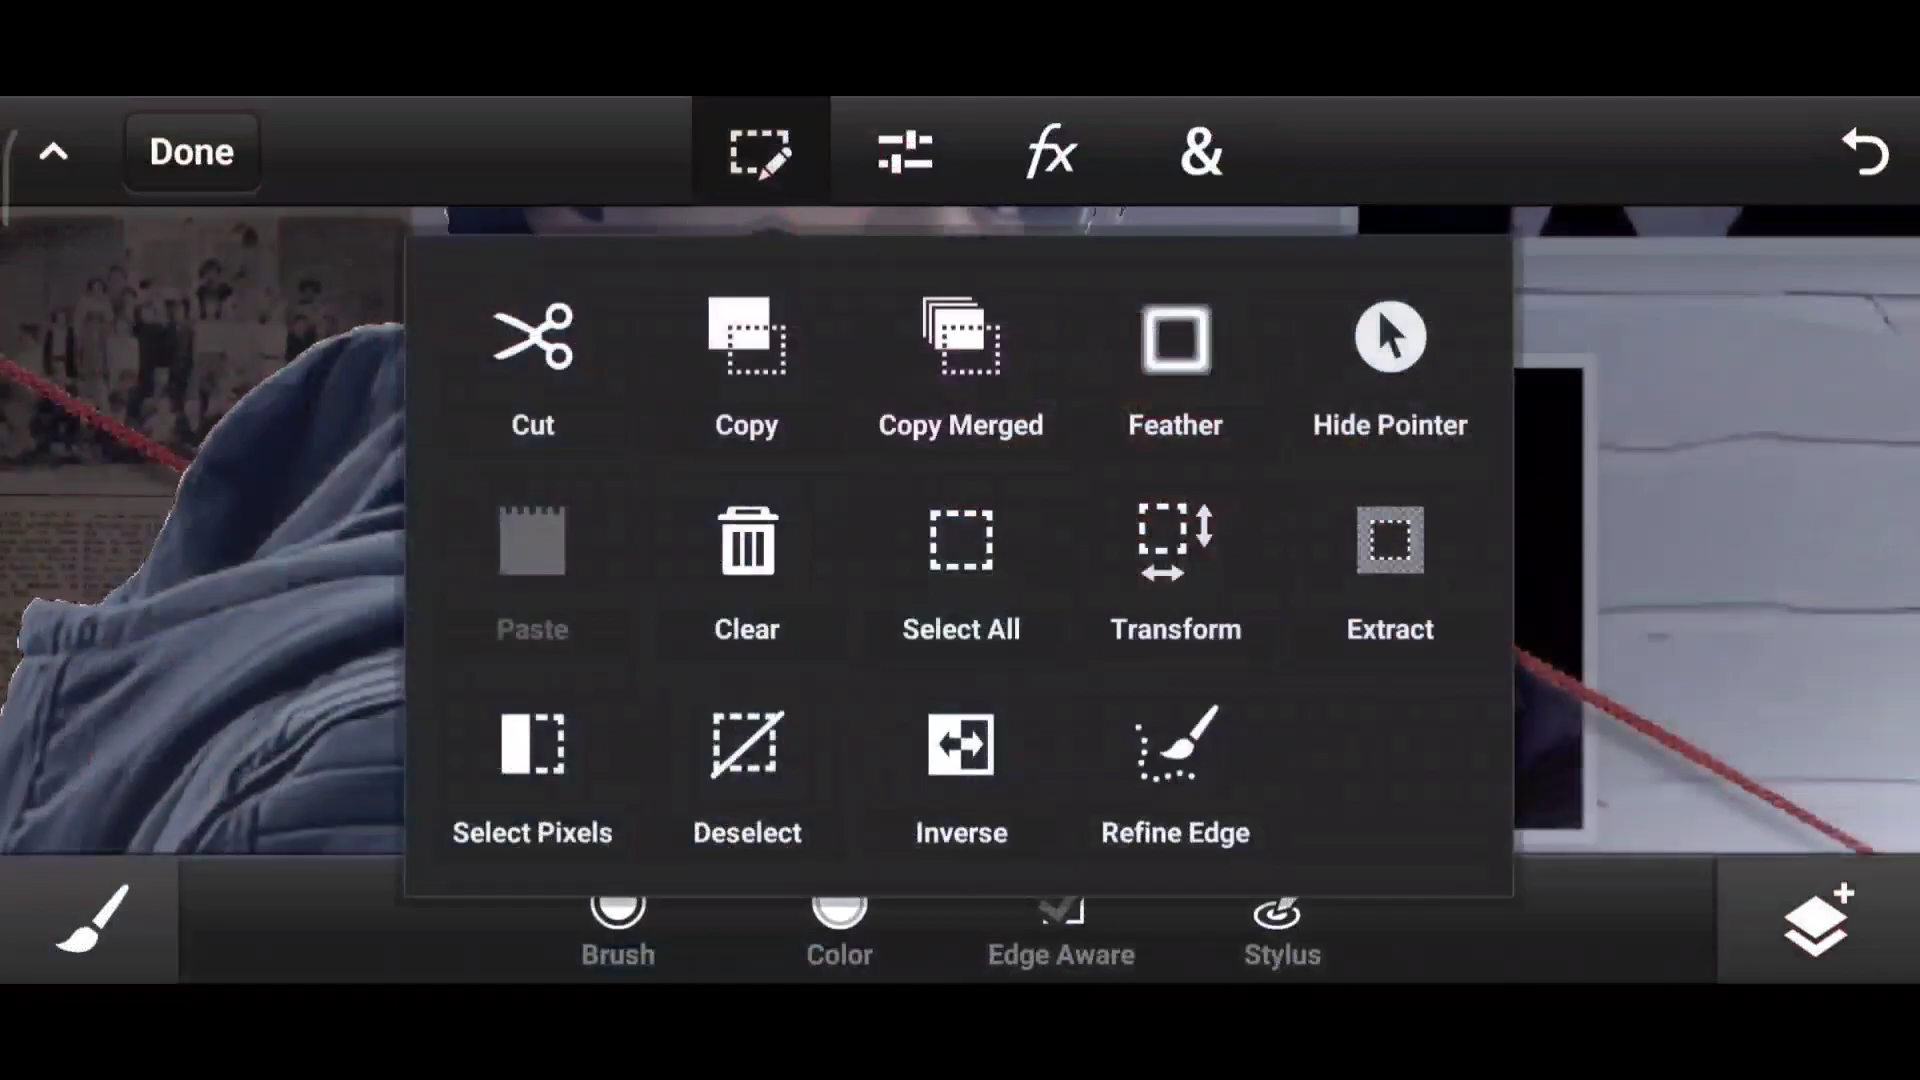 Done
fx
&
Cut
Copy
Copy Merged
Feather
Hide Pointer
Paste
Clear
Select All
Transform
Extract
Select Pixels
Deselect
Inverse
Refine Edge
Brush
Color
Edge Aware
Stylus